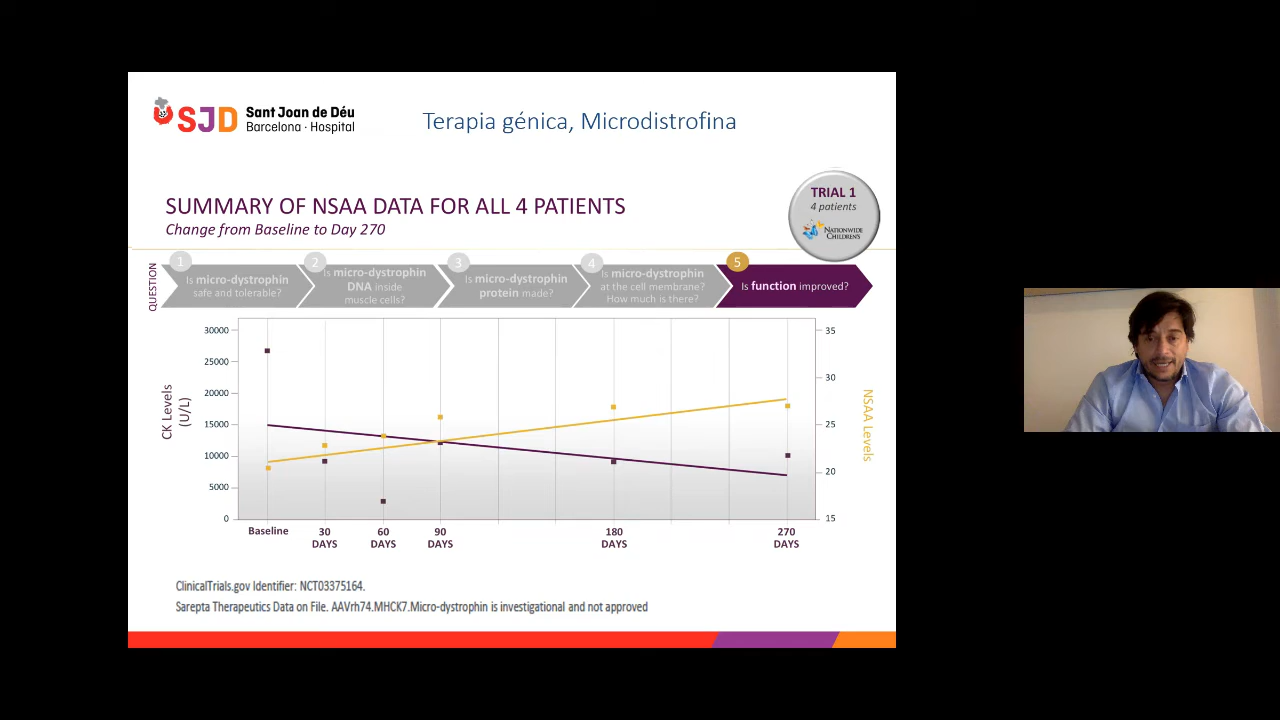 SJD Sant Joan de Déu
Barcelona · Hospital
Terapia génica, Microdistrofina
SUMMARY OF NSAA DATA FOR ALL 4 PATIENTS
Change from Baseline to Day 270
TRIAL 1
4 patients
NATIONWIDE
CHILDREN'S
QUESTION
1
Is micro-dystrophin
safe and tolerable?
2
Is micro-dystrophin
DNA inside
muscle cells?
3
Is micro-dystrophin
protein made?
4
Is micro-dystrophin
at the cell membrane?
How much is there?
5
Is function improved?
CK Levels
(U/L)
30000
25000
20000
15000
10000
5000
0
35
30
25
20
15
NSAA Levels
Baseline
30
DAYS
60
DAYS
90
DAYS
180
DAYS
270
DAYS
ClinicalTrials.gov Identifier: NCT03375164.
Sarepta Therapeutics Data on File. AAVrh74.MHCK7.Micro-dystrophin is investigational and not approved